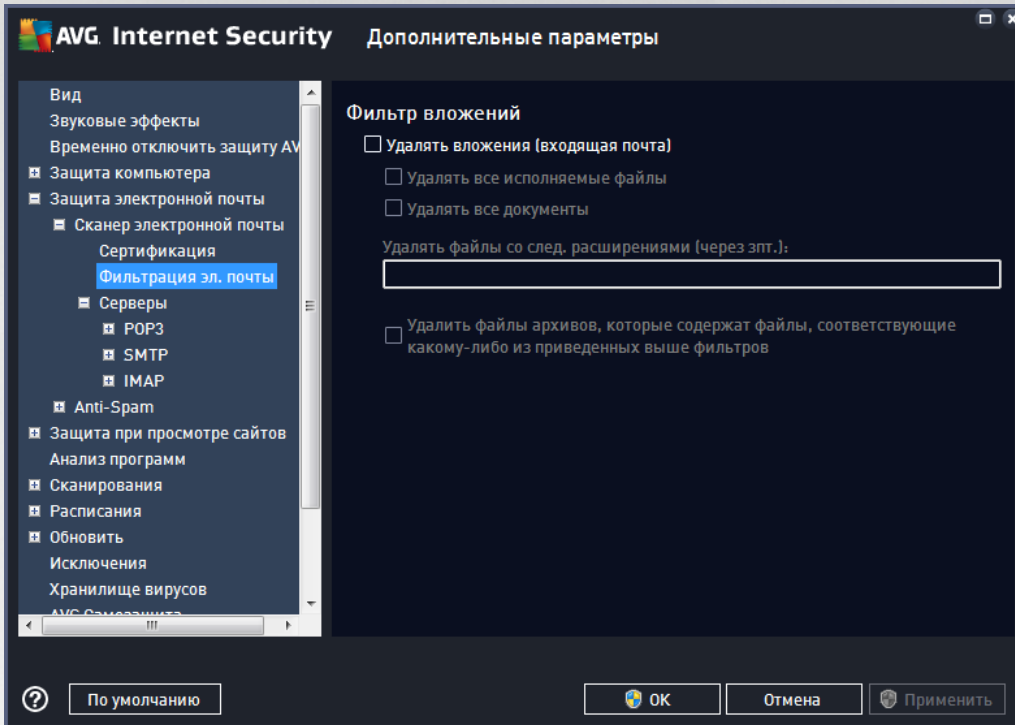 AVG Internet Security Дополнительные параметры
Вид
Звуковые эффекты
Временно отключить защиту AV
Защита компьютера
Защита электронной почты
Сканер электронной почты
Сертификация
Фильтрация эл. почты
Серверы
POP3
SMTP
IMAP
Anti-Spam
Защита при просмотре сайтов
Анализ программ
Сканирования
Расписания
Обновить
Исключения
Хранилище вирусов
AVG Самозащита
Фильтр вложений
Удалять вложения (входящая почта)
Удалять все исполняемые файлы
Удалять все документы
Удалять файлы со след. расширениями (через зпт.):
Удалить файлы архивов, которые содержат файлы, соответствующие
какому-либо из приведенных выше фильтров
По умолчанию
OK
Отмена
Применить